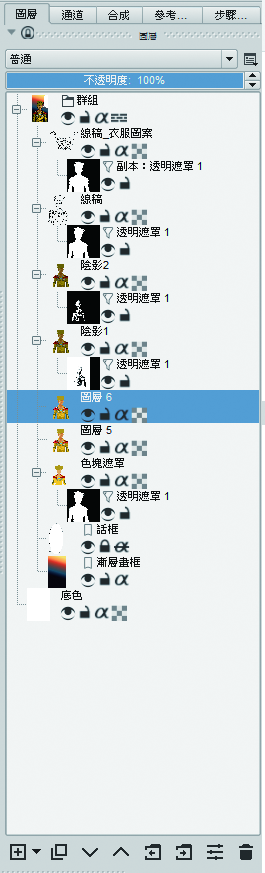 圖層 通道 合成 參考... 步驟...
圖層
普通
不透明度: 100%
群組
線稿_衣服圖案
副本：透明遮罩 1
線稿
透明遮罩 1
陰影2
透明遮罩 1
陰影1
透明遮罩 1
圖層 6
圖層 5
色塊遮罩
透明遮罩 1
話框
漸層畫框
底色